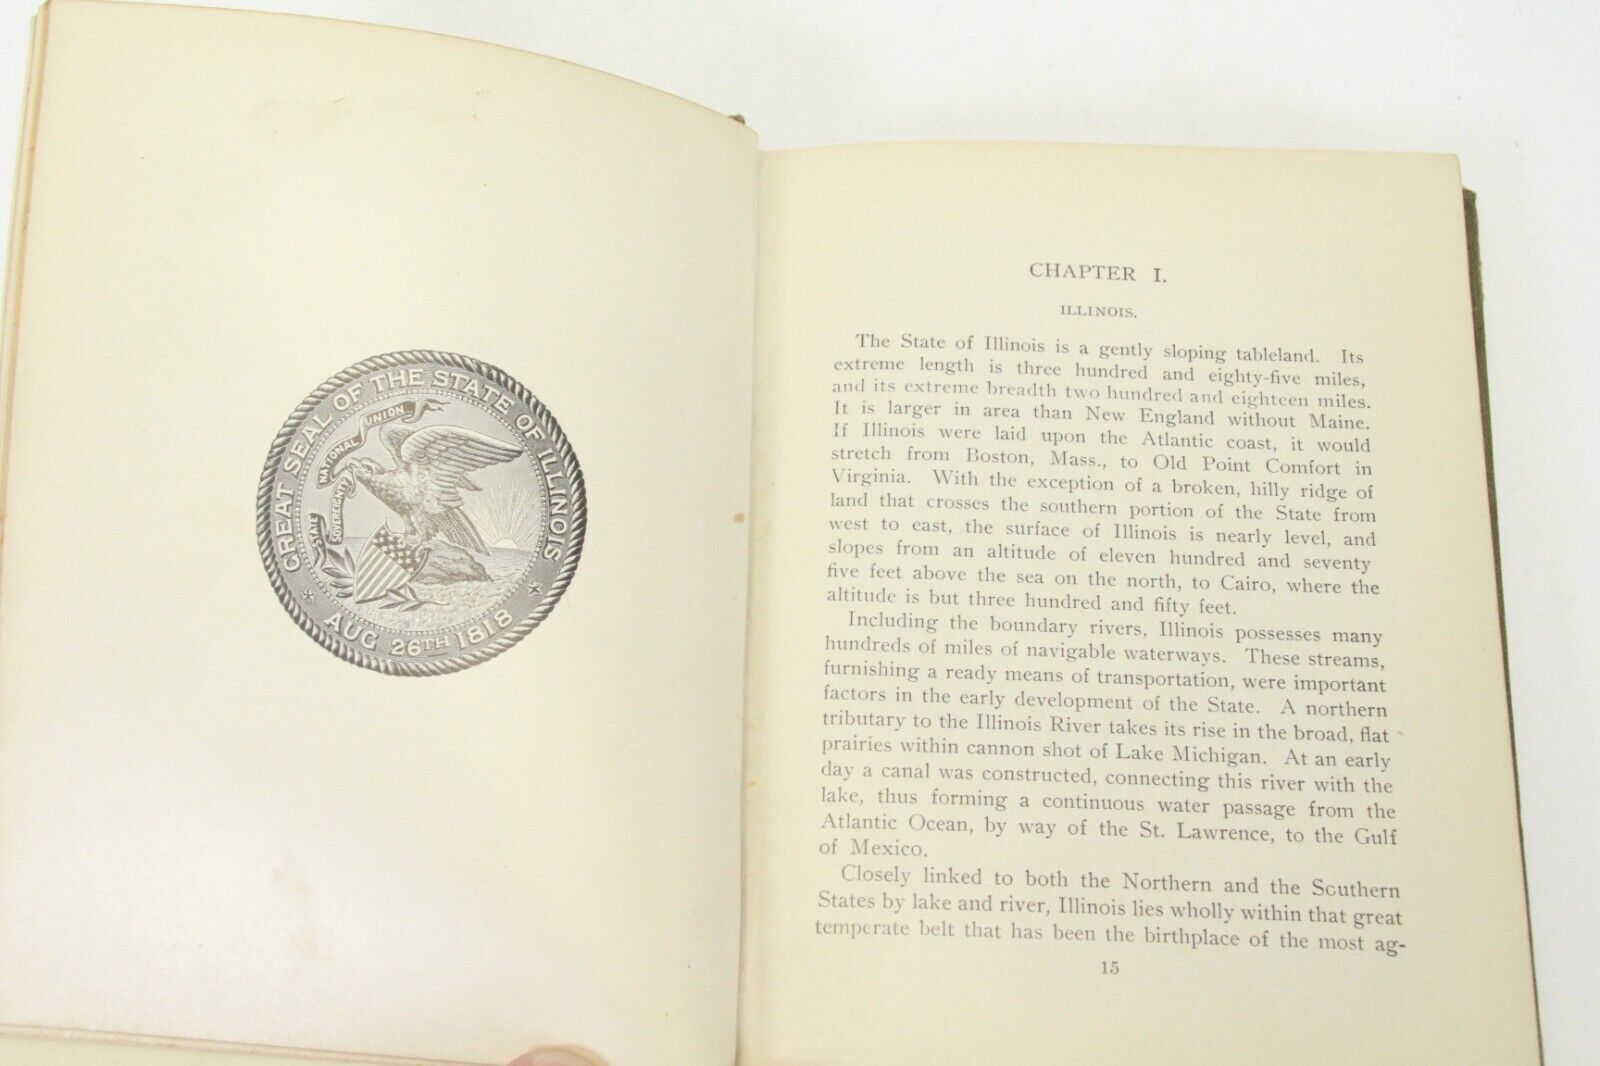 GREAT SEAL OF THE STATE OF ILLINOIS
NATIONAL UNION
STATE SOVEREIGNTY
AUG. 26TH 1818
CHAPTER I.
ILLINOIS.
The State of Illinois is a gently sloping tableland. Its
extreme length is three hundred and eighty-five miles,
and its extreme breadth two hundred and eighteen miles.
It is larger in area than New England without Maine.
If Illinois were laid upon the Atlantic coast, it would
stretch from Boston, Mass., to Old Point Comfort in
Virginia. With the exception of a broken, hilly ridge of
land that crosses the southern portion of the State from
west to east, the surface of Illinois is nearly level, and
slopes from an altitude of eleven hundred and seventy
five feet above the sea on the north, to Cairo, where the
altitude is but three hundred and fifty feet.
Including the boundary rivers, Illinois possesses many
hundreds of miles of navigable waterways. These streams,
furnishing a ready means of transportation, were important
factors in the early development of the State. A northern
tributary to the Illinois River takes its rise in the broad, flat
prairies within cannon shot of Lake Michigan. At an early
day a canal was constructed, connecting this river with the
lake, thus forming a continuous water passage from the
Atlantic Ocean, by way of the St. Lawrence, to the Gulf
of Mexico.
Closely linked to both the Northern and the Southern
States by lake and river, Illinois lies wholly within that great
temperate belt that has been the birthplace of the most ag-
15